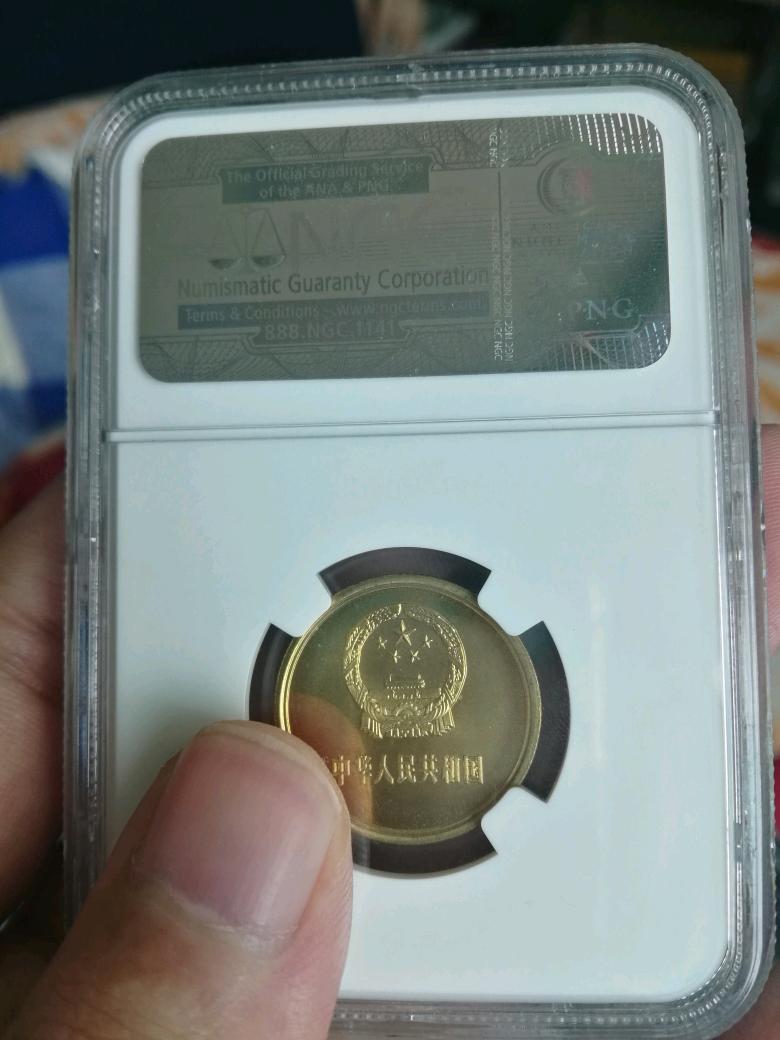 The Official Grading Service
of the ANA & PNG
NGC
Numismatic Guaranty Corporation
Terms & Conditions - www.ngcterms.com
888.NGC.1141
PNG
中华人民共和国